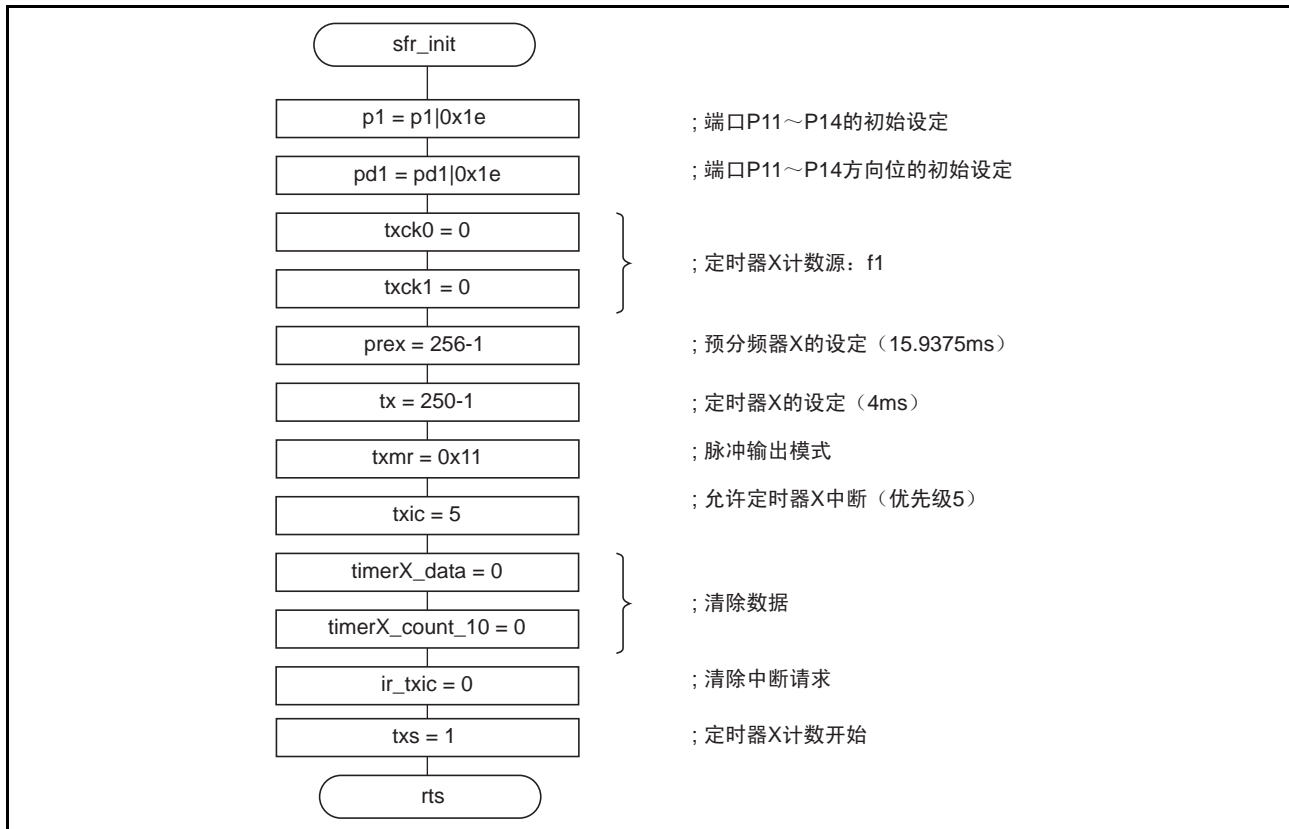 sfr_init
p1 = p1|0x1e
; 端口P11～P14的初始设定
pd1 = pd1|0x1e
; 端口P11～P14方向位的初始设定
txck0 = 0
txck1 = 0
; 定时器X计数源：f1
prex = 256-1
; 预分频器X的设定（15.9375ms）
tx = 250-1
; 定时器X的设定（4ms）
txmr = 0x11
; 脉冲输出模式
txic = 5
; 允许定时器X中断（优先级5）
timerX_data = 0
timerX_count_10 = 0
; 清除数据
ir_txic = 0
; 清除中断请求
txs = 1
; 定时器X计数开始
rts